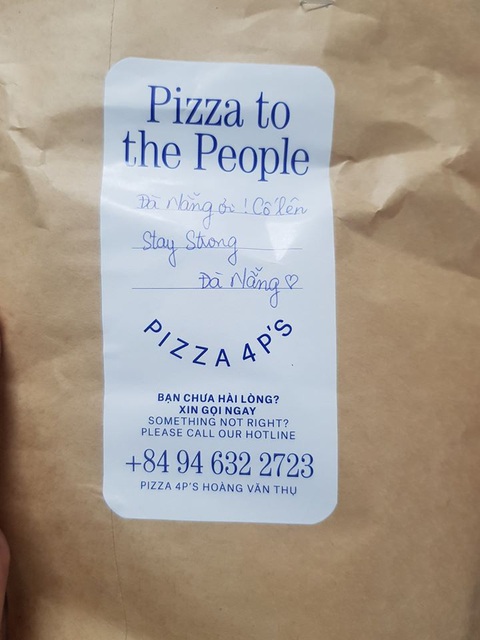 Pizza to
the People
Đà Nẵng ơi ! Cố lên
Stay Strong
Đà Nẵng ♡
PIZZA 4P'S
BẠN CHƯA HÀI LÒNG?
XIN GỌI NGAY
SOMETHING NOT RIGHT?
PLEASE CALL OUR HOTLINE
+84 94 632 2723
PIZZA 4P'S HOÀNG VĂN THỤ